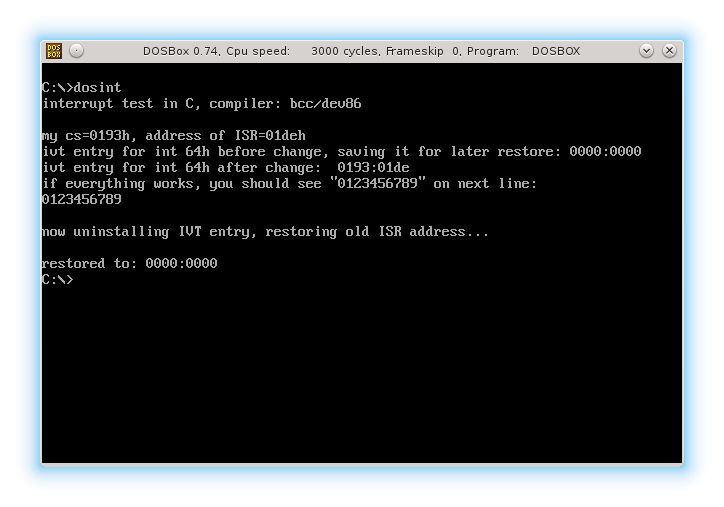 DOS
BOX
DOSBox 0.74, Cpu speed:    3000 cycles, Frameskip  0, Program:   DOSBOX
C:\>dosint
interrupt test in C, compiler: bcc/dev86
my cs=0193h, address of ISR=01deh
ivt entry for int 64h before change, saving it for later restore: 0000:0000
ivt entry for int 64h after change:  0193:01de
if everything works, you should see "0123456789" on next line:
0123456789
now uninstalling IVT entry, restoring old ISR address...
restored to: 0000:0000
C:\>